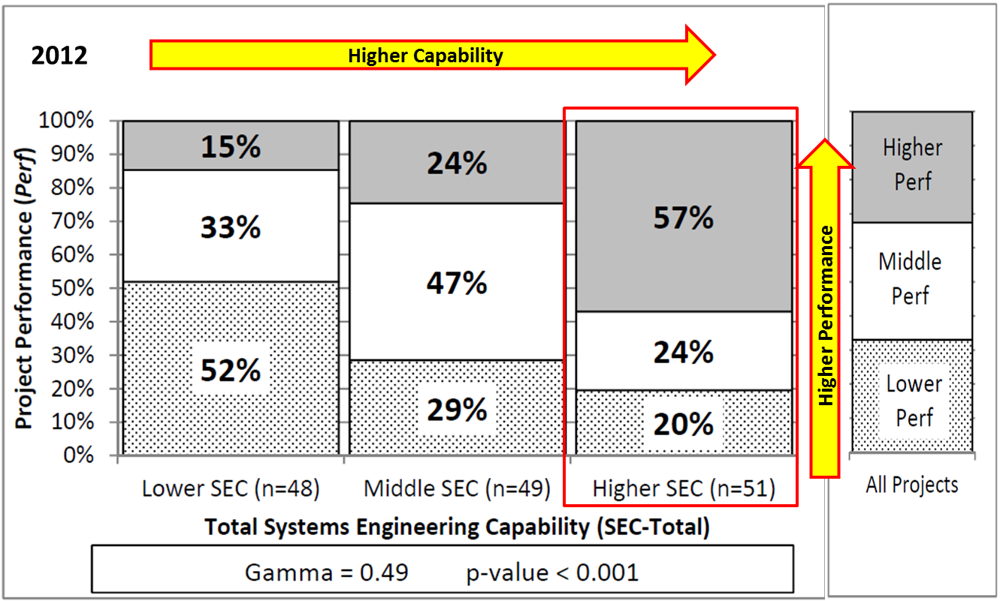 2012
Higher Capability
Project Performance (Perf)
100%
90%
80%
70%
60%
50%
40%
30%
20%
10%
0%
15%
33%
52%
24%
47%
29%
57%
24%
20%
Lower SEC (n=48)
Middle SEC (n=49)
Higher SEC (n=51)
Total Systems Engineering Capability (SEC-Total)
Gamma = 0.49 p-value < 0.001
Higher Performance
Higher
Perf
Middle
Perf
Lower
Perf
All Projects